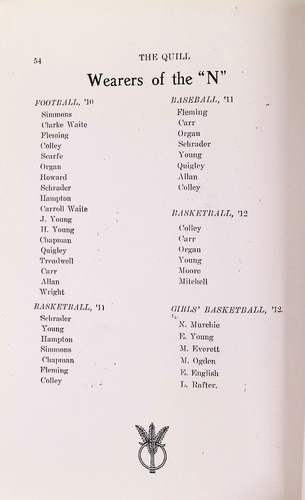 54
THE QUILL
Wearers of the "N"
FOOTBALL, '10
Simmons
Clarke Waite
Fleming
Colley
Searfe
Organ
Howard
Schrader
Hampton
Carroll Waite
J. Young
H. Young
Chapman
Quigley
Treadwell
Carr
Allan
Wright
BASKETBALL, '11
Schrader
Young
Hampton
Simmons
Chapman
Fleming
Colley
BASEBALL, '11
Fleming
Carr
Organ
Schrader
Young
Quigley
Allan
Colley
BASKETBALL, '12
Colley
Carr
Organ
Young
Moore
Mitchell
GIRLS' BASKETBALL, '12.
N. Murchie
E. Young
M. Everett
M. Ogden
E. English
L. Rafter.